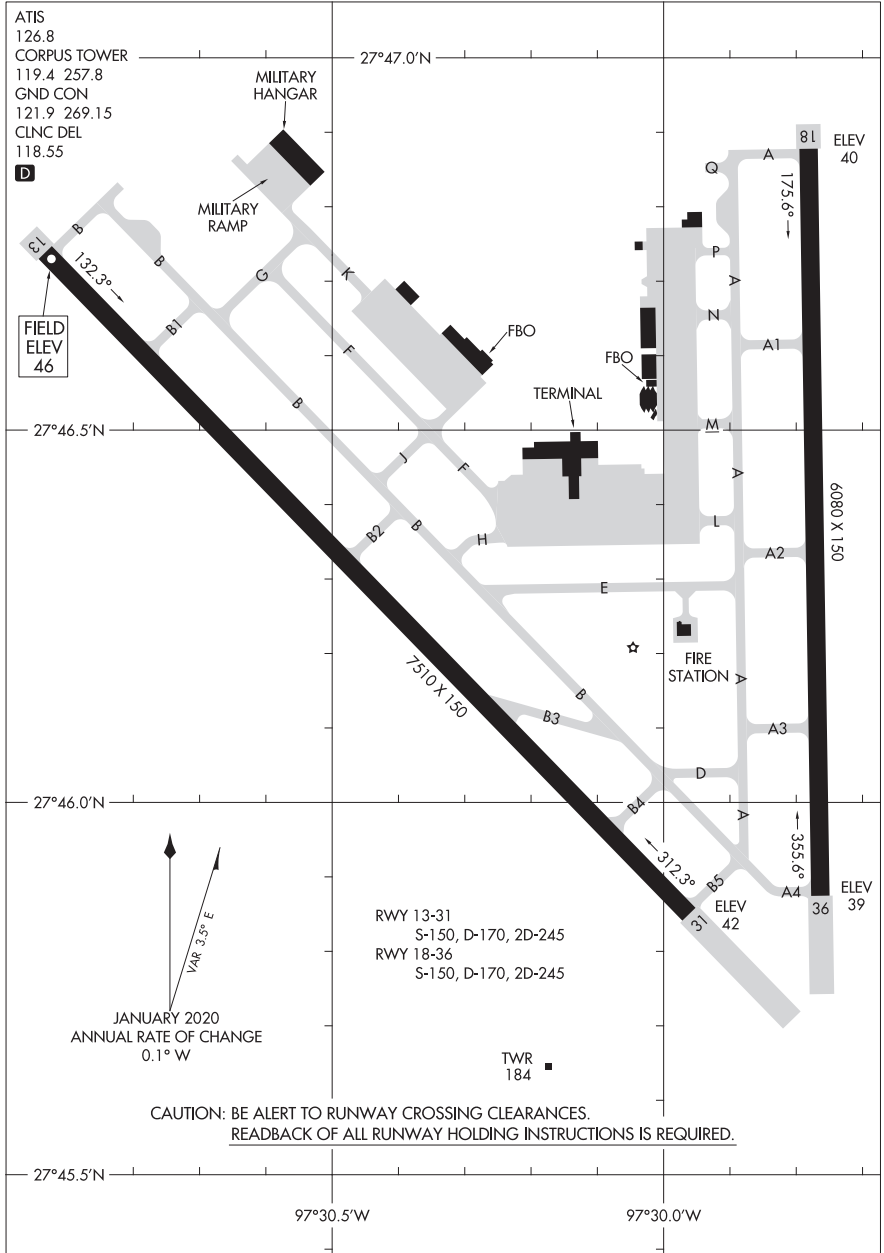 ATIS
126.8
CORPUS TOWER
119.4 257.8
GND CON
121.9 269.15
CLNC DEL
118.55
D
27°47.0'N
MILITARY
HANGAR
18
ELEV
40
A
Q
175.6°
MILITARY
RAMP
13
B
132.3°
B
G
K
P
A
FIELD
ELEV
46
B1
F
FBO
N
A1
FBO
TERMINAL
B
27°46.5'N
M
J
F
A
6080 X 150
B2
B
H
L
A2
E
FIRE
STATION
A
7510 X 150
B
B3
A3
D
27°46.0'N
B4
A
355.6°
312.3°
B5
A4
ELEV
39
36
31
ELEV
42
VAR 3.5° E
RWY 13-31
S-150, D-170, 2D-245
RWY 18-36
S-150, D-170, 2D-245
JANUARY 2020
ANNUAL RATE OF CHANGE
0.1° W
TWR
184
CAUTION: BE ALERT TO RUNWAY CROSSING CLEARANCES.
READBACK OF ALL RUNWAY HOLDING INSTRUCTIONS IS REQUIRED.
27°45.5'N
97°30.5'W
97°30.0'W